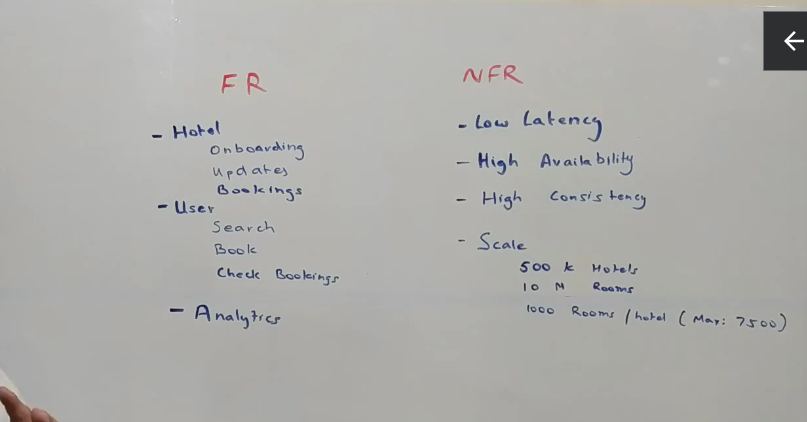 FR
- Hotel
Onboarding
Updates
Bookings
- User
Search
Book
Check Bookings
- Analytics
NFR
- Low Latency
- High Availability
- High Consistency
- Scale
500 k Hotels
10 M Rooms
1000 Rooms / hotel ( Max: 7500 )